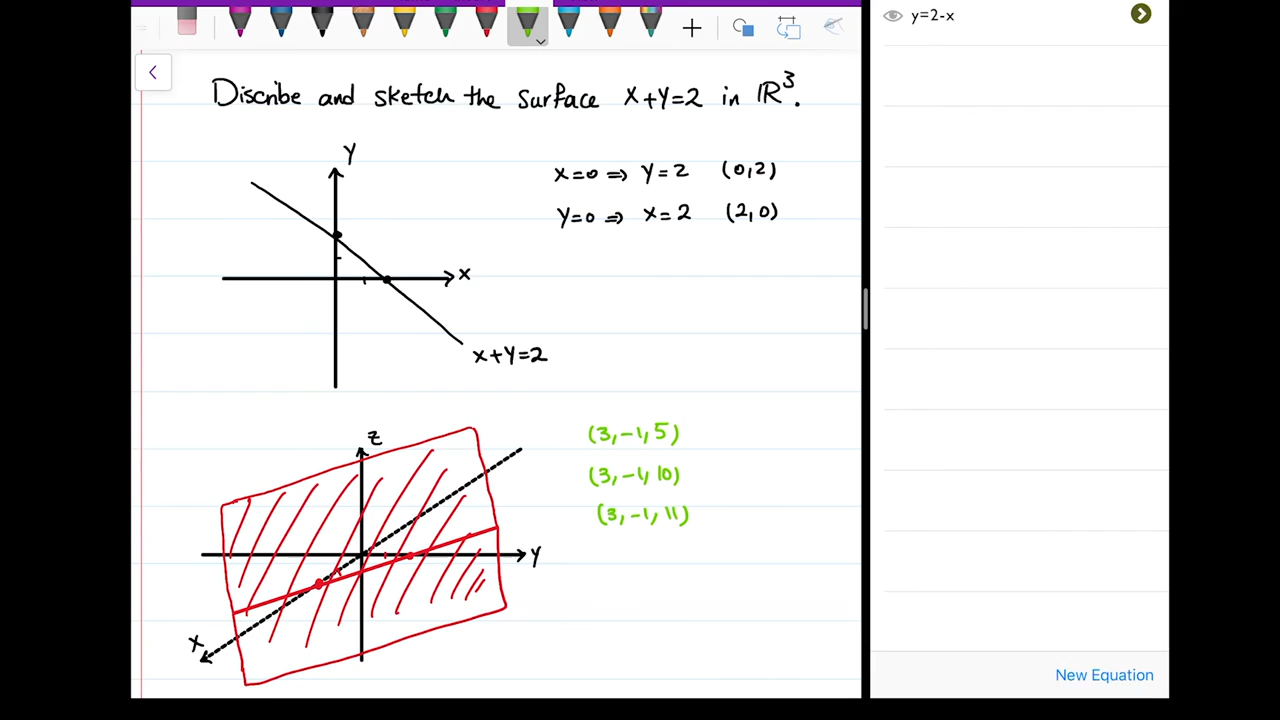 y=2-x
Discribe and sketch the surface X+Y=2 in ℝ³.
Y
X=0 ⇒ Y=2 (0,2)
Y=0 ⇒ X=2 (2,0)
X
X+Y=2
Z
(3,-1,5)
(3,-1,10)
(3,-1,11)
Y
X
New Equation